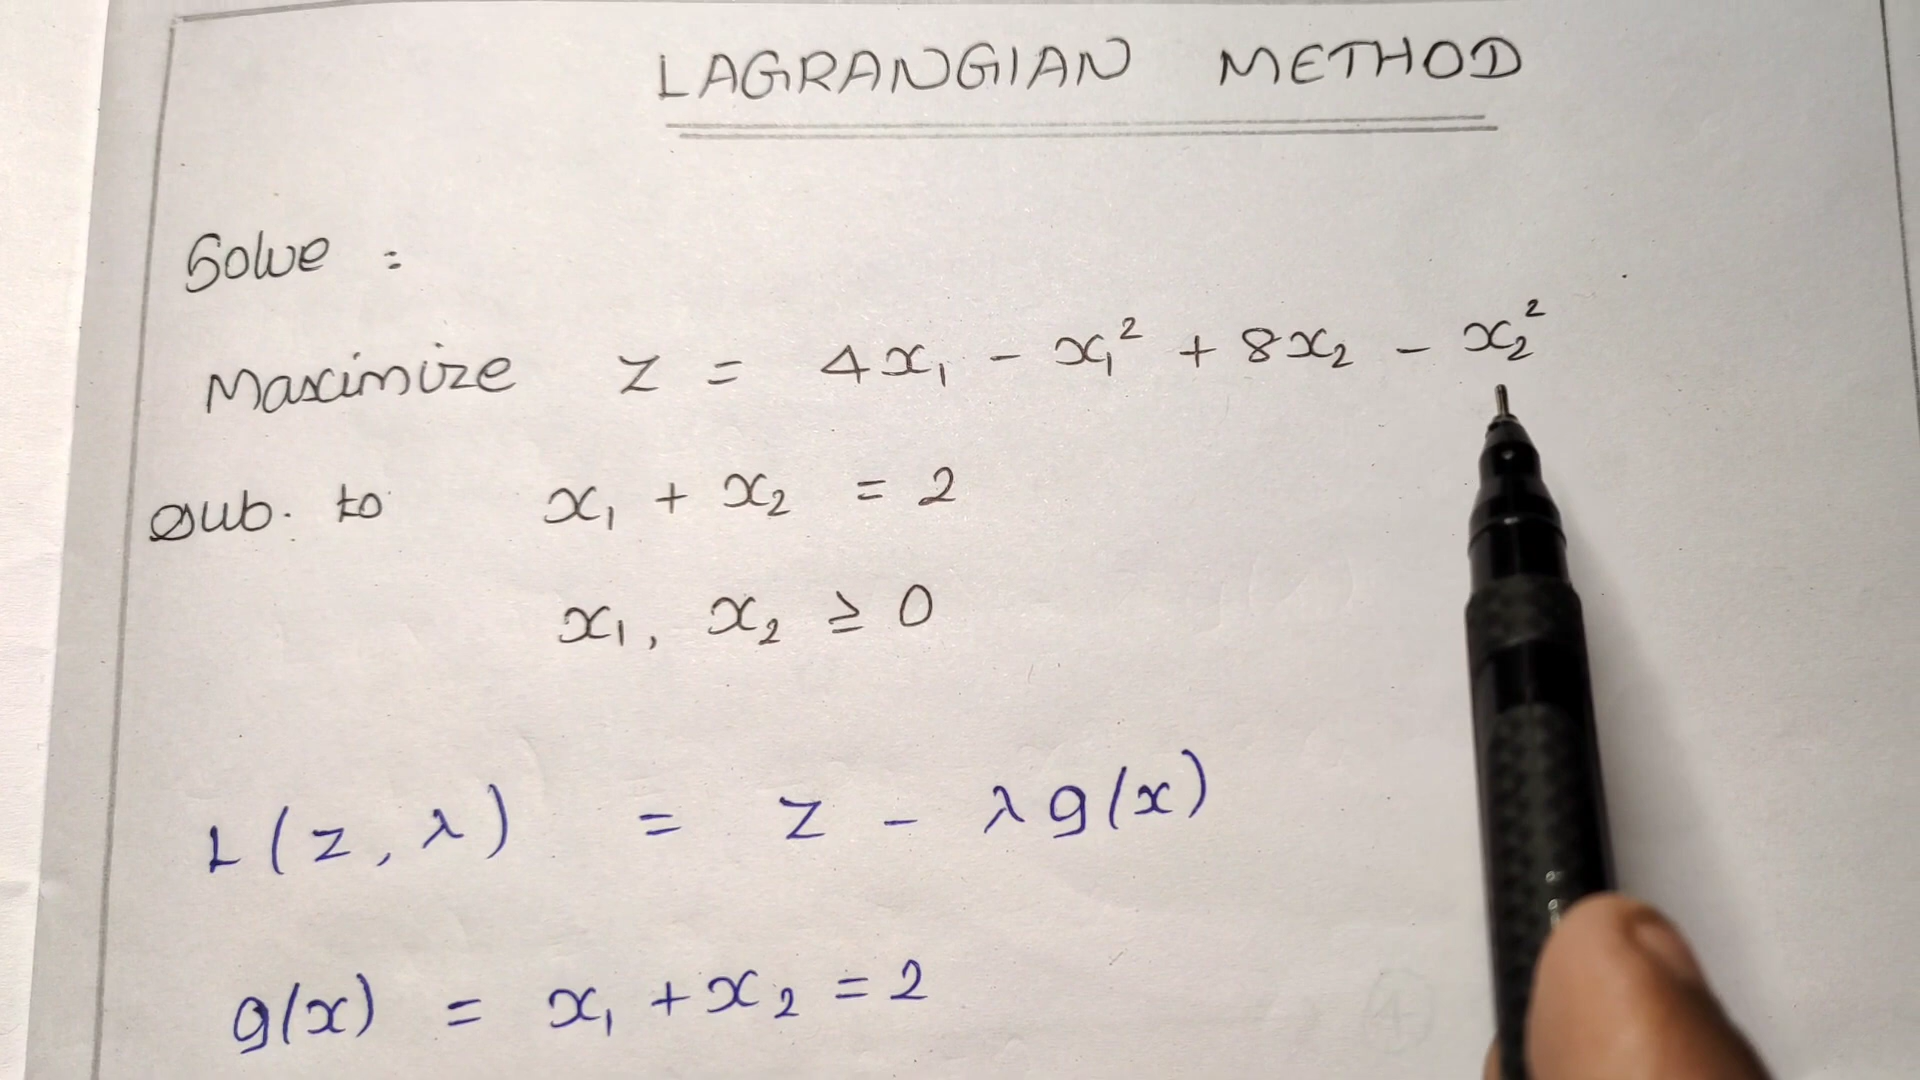 LAGRANGIAN METHOD
Solve :
Maximize z = 4x₁ - x₁² + 8x₂ - x₂²
sub. to x₁ + x₂ = 2
x₁, x₂ ≥ 0
L(z, λ) = z - λg(x)
g(x) = x₁ + x₂ = 2